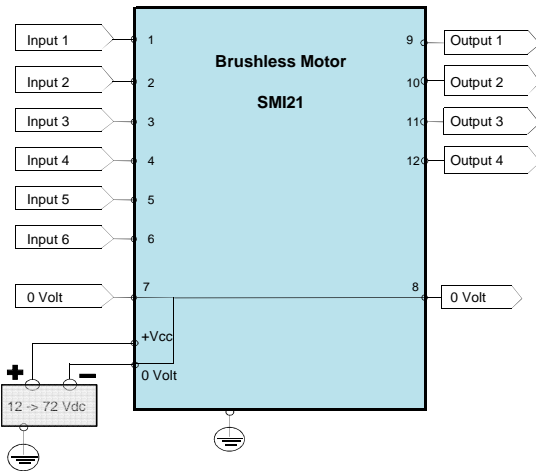 Brushless Motor
SMI21
Input 1
1
Input 2
2
Input 3
3
Input 4
4
Input 5
5
Input 6
6
0 Volt
7
+Vcc
0 Volt
+
−
12 -> 72 Vdc
9
Output 1
10
Output 2
11
Output 3
12
Output 4
8
0 Volt